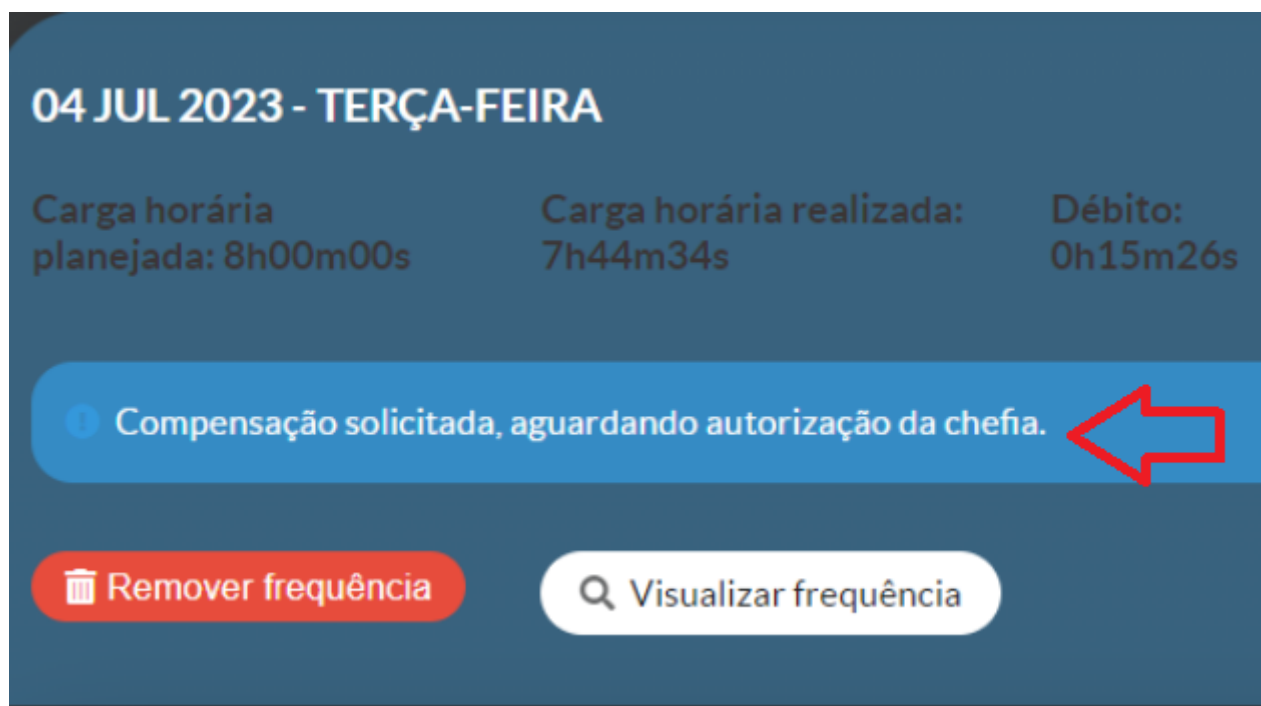 04 JUL 2023 - TERÇA-FEIRA
Carga horária
planejada: 8h00m00s
Carga horária realizada:
7h44m34s
Débito:
0h15m26s
Compensação solicitada, aguardando autorização da chefia.
Remover frequência
Visualizar frequência